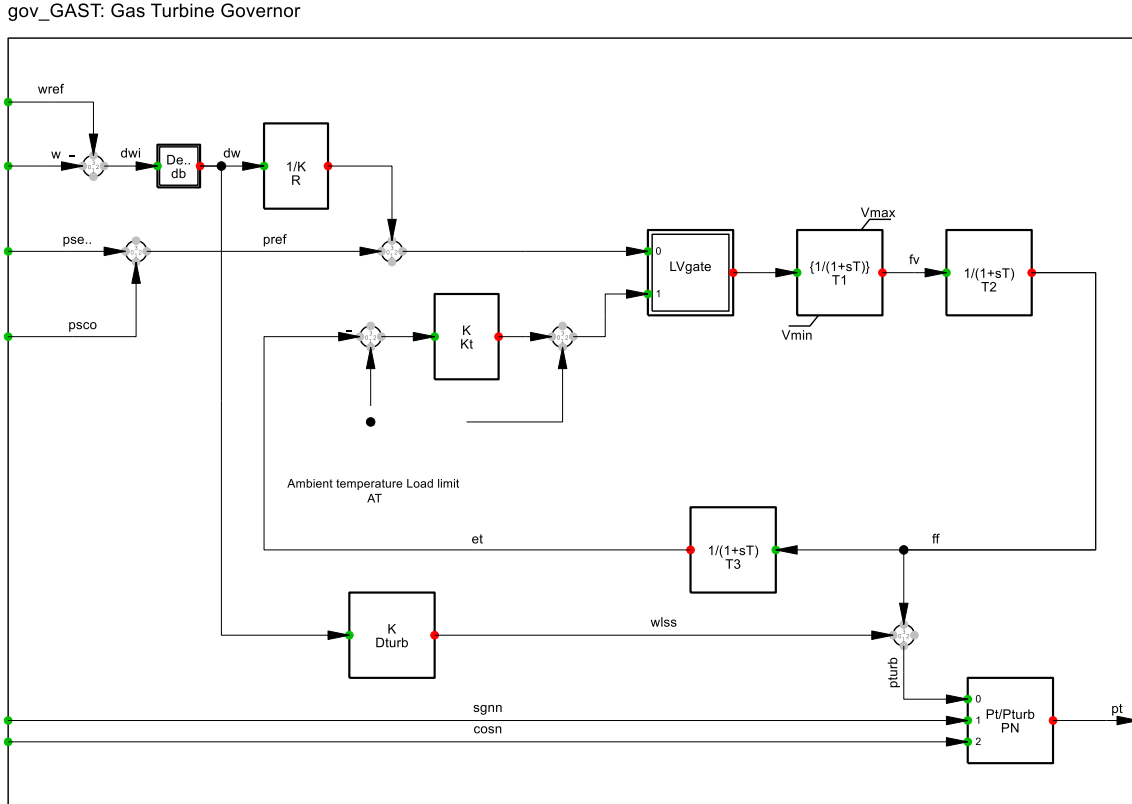 gov_GAST: Gas Turbine Governor
wref
w
-
dwi
De..
db
dw
1/K
R
pse..
pref
psco
LVgate
0
1
Vmax
{1/(1+sT)}
T1
Vmin
fv
1/(1+sT)
T2
-
K
Kt
Ambient temperature Load limit
AT
et
1/(1+sT)
T3
ff
K
Dturb
wlss
pturb
sgnn
cosn
0
1
2
Pt/Pturb
PN
pt